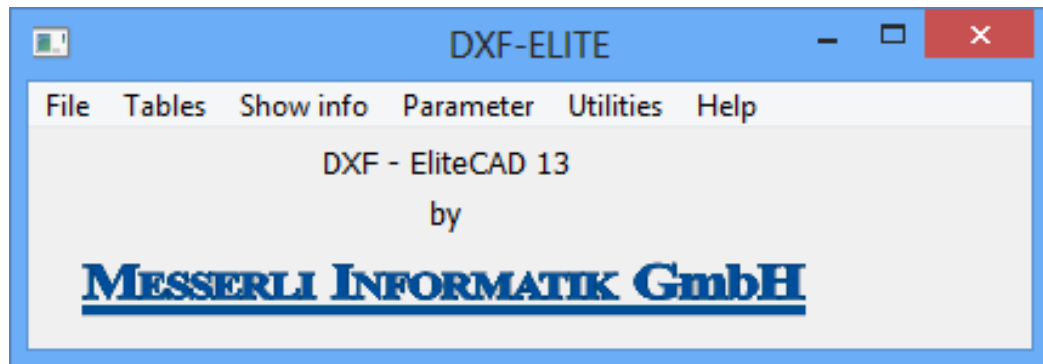 DXF-ELITE
File Tables Show info Parameter Utilities Help
DXF - EliteCAD 13
by
MESSERLI INFORMATIK GmbH